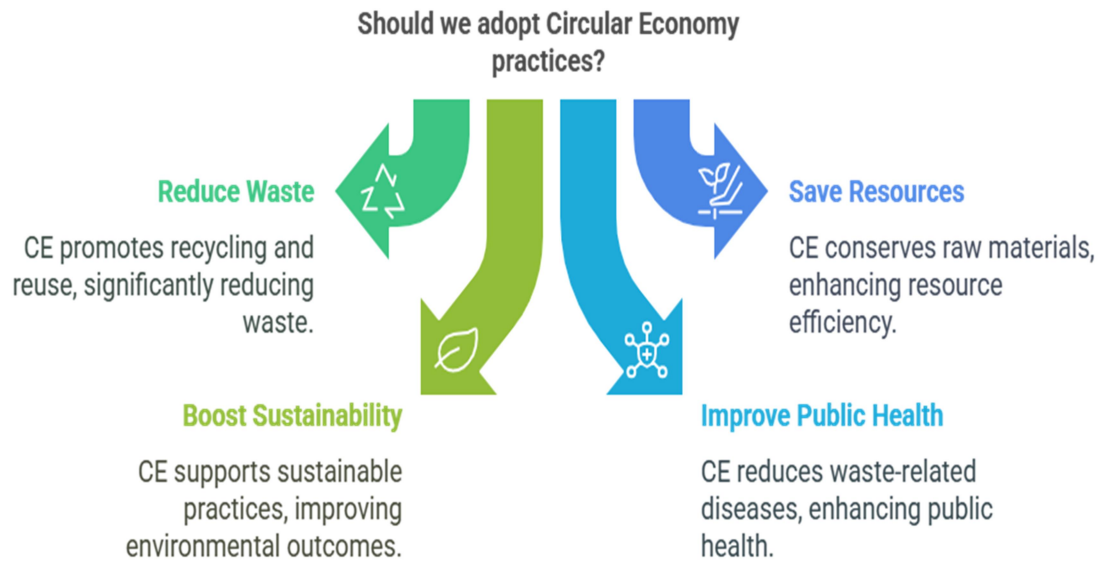 Should we adopt Circular Economy
practices?
Reduce Waste
CE promotes recycling and
reuse, significantly reducing
waste.
Save Resources
CE conserves raw materials,
enhancing resource
efficiency.
Boost Sustainability
CE supports sustainable
practices, improving
environmental outcomes.
Improve Public Health
CE reduces waste-related
diseases, enhancing public
health.